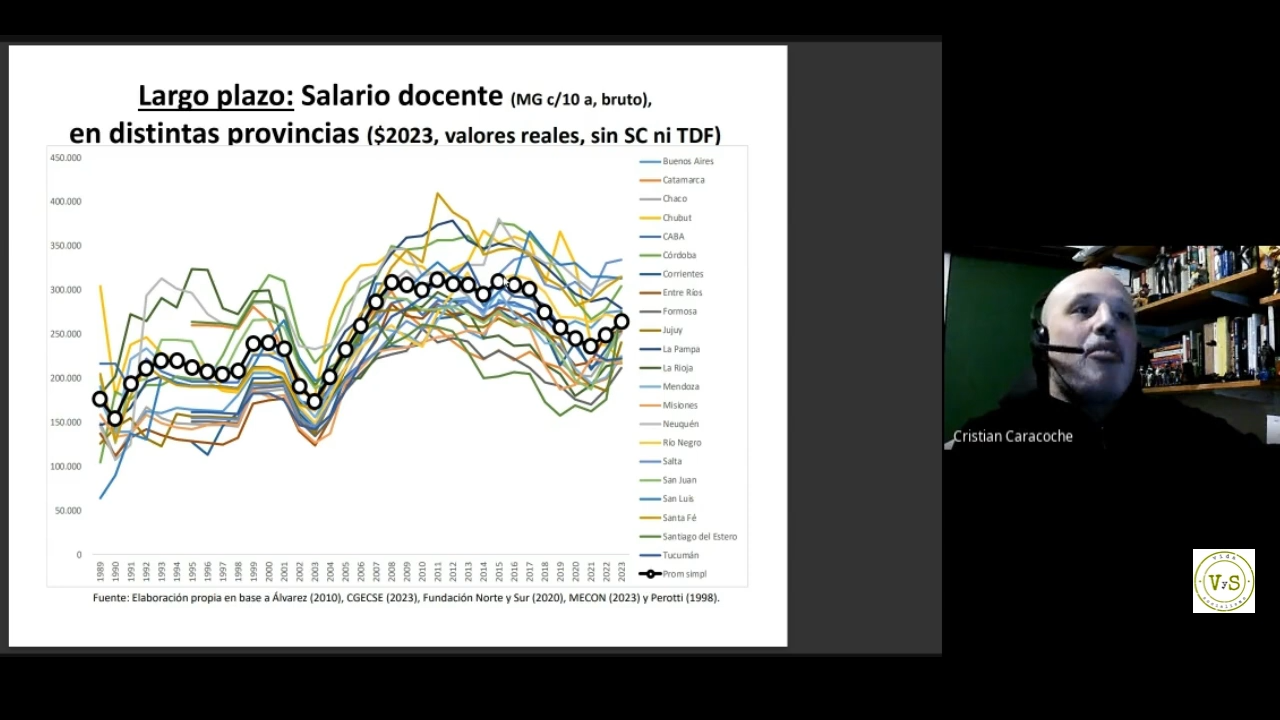 Largo plazo: Salario docente (MG c/10 a, bruto),
en distintas provincias ($2023, valores reales, sin SC ni TDF)
450.000
400.000
350.000
300.000
250.000
200.000
150.000
100.000
50.000
0
1989 1990 1991 1992 1993 1994 1995 1996 1997 1998 1999 2000 2001 2002 2003 2004 2005 2006 2007 2008 2009 2010 2011 2012 2013 2014 2015 2016 2017 2018 2019 2020 2021 2022 2023
Buenos Aires
Catamarca
Chaco
Chubut
CABA
Córdoba
Corrientes
Entre Ríos
Formosa
Jujuy
La Pampa
La Rioja
Mendoza
Misiones
Neuquén
Río Negro
Salta
San Juan
San Luis
Santa Fé
Santiago del Estero
Tucumán
Prom simpl
Fuente: Elaboración propia en base a Álvarez (2010), CGECSE (2023), Fundación Norte y Sur (2020), MECON (2023) y Perotti (1998).
Cristian Caracoche
vida
VyS
socialismo